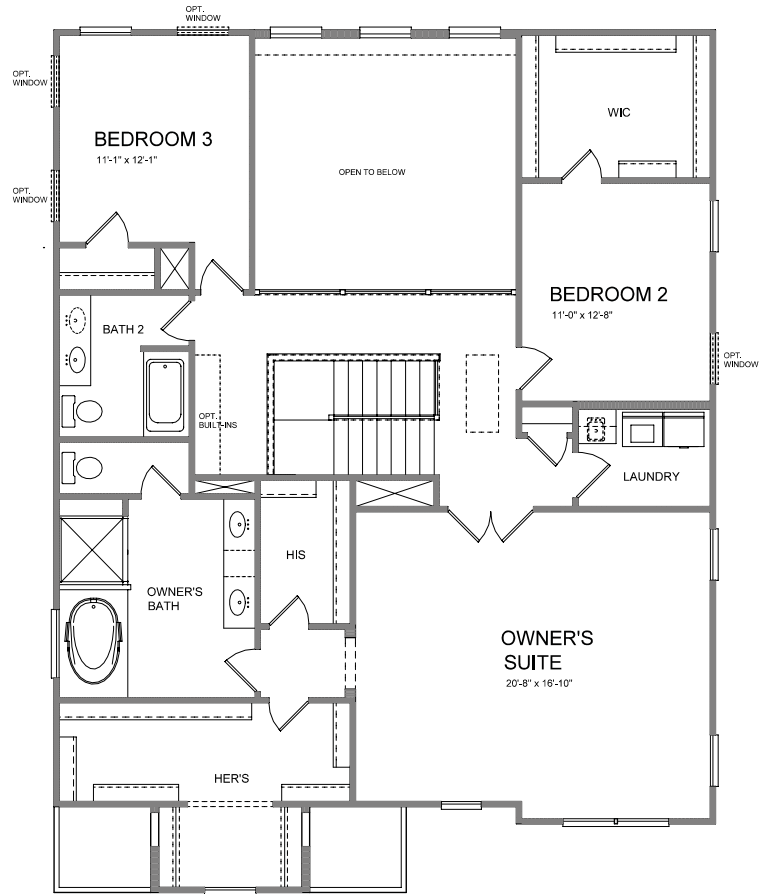 OPT.
WINDOW
OPT.
WINDOW
WIC
BEDROOM 3
11'-1" x 12'-1"
OPEN TO BELOW
OPT.
WINDOW
BEDROOM 2
11'-0" x 12'-8"
BATH 2
OPT.
WINDOW
OPT.
BUILT-INS
LAUNDRY
HIS
OWNER'S
BATH
OWNER'S
SUITE
20'-8" x 16'-10"
HER'S